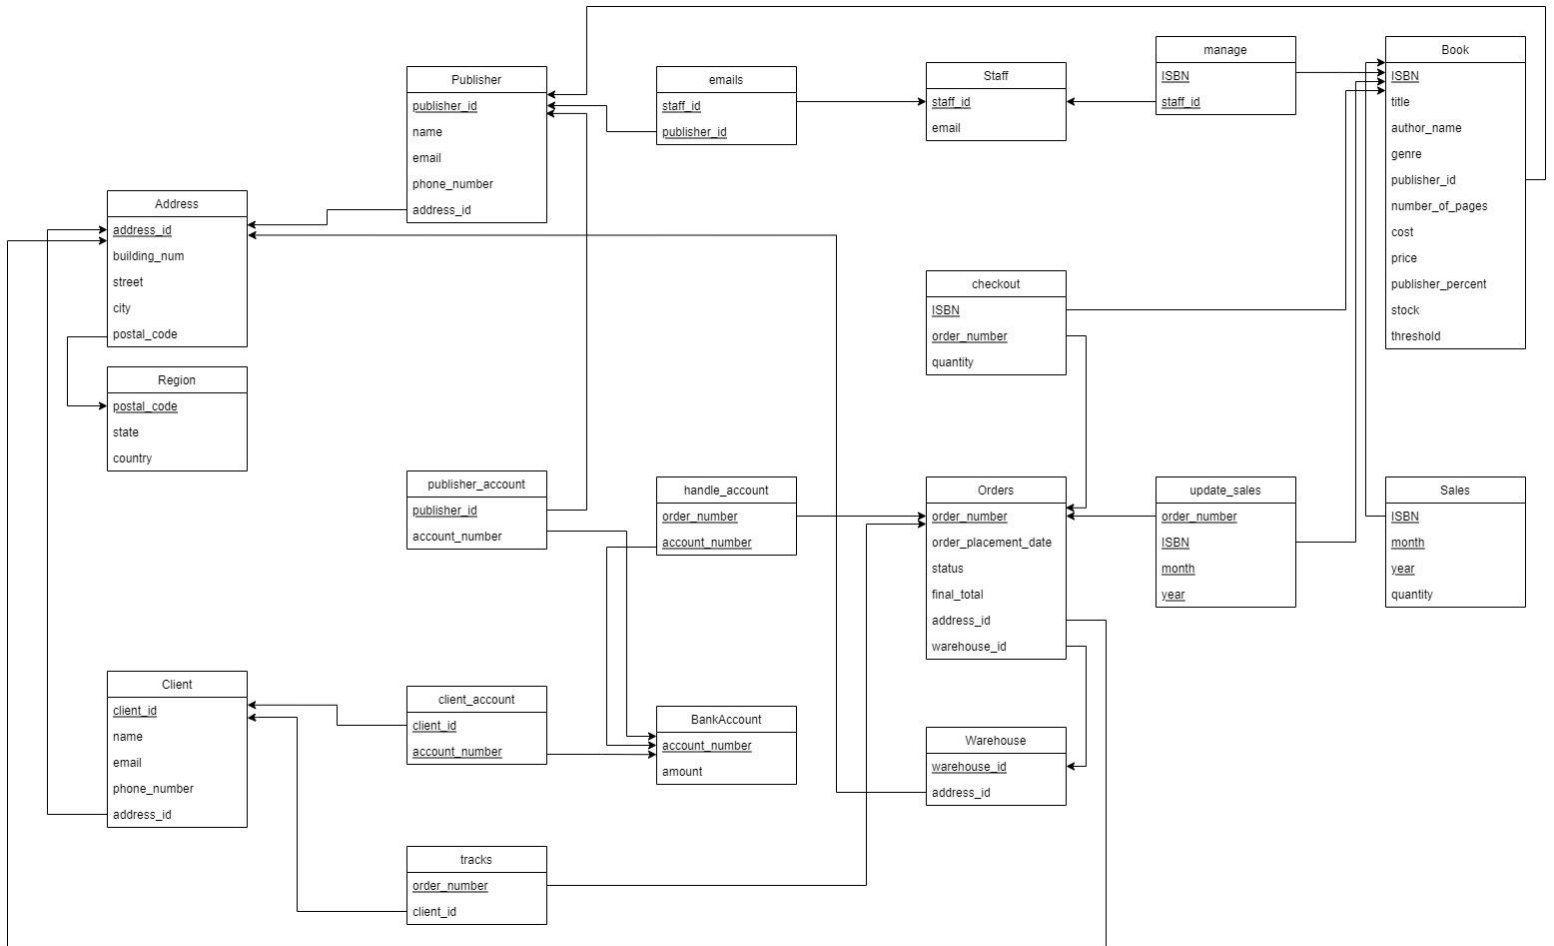 manage
ISBN
staff_id
Book
ISBN
title
author_name
genre
publisher_id
number_of_pages
cost
price
publisher_percent
stock
threshold
Publisher
publisher_id
name
email
phone_number
address_id
emails
staff_id
publisher_id
Staff
staff_id
email
Address
address_id
building_num
street
city
postal_code
Region
postal_code
state
country
checkout
ISBN
order_number
quantity
publisher_account
publisher_id
account_number
handle_account
order_number
account_number
Orders
order_number
order_placement_date
status
final_total
address_id
warehouse_id
update_sales
order_number
ISBN
month
year
Sales
ISBN
month
year
quantity
Client
client_id
name
email
phone_number
address_id
client_account
client_id
account_number
BankAccount
account_number
amount
Warehouse
warehouse_id
address_id
tracks
order_number
client_id